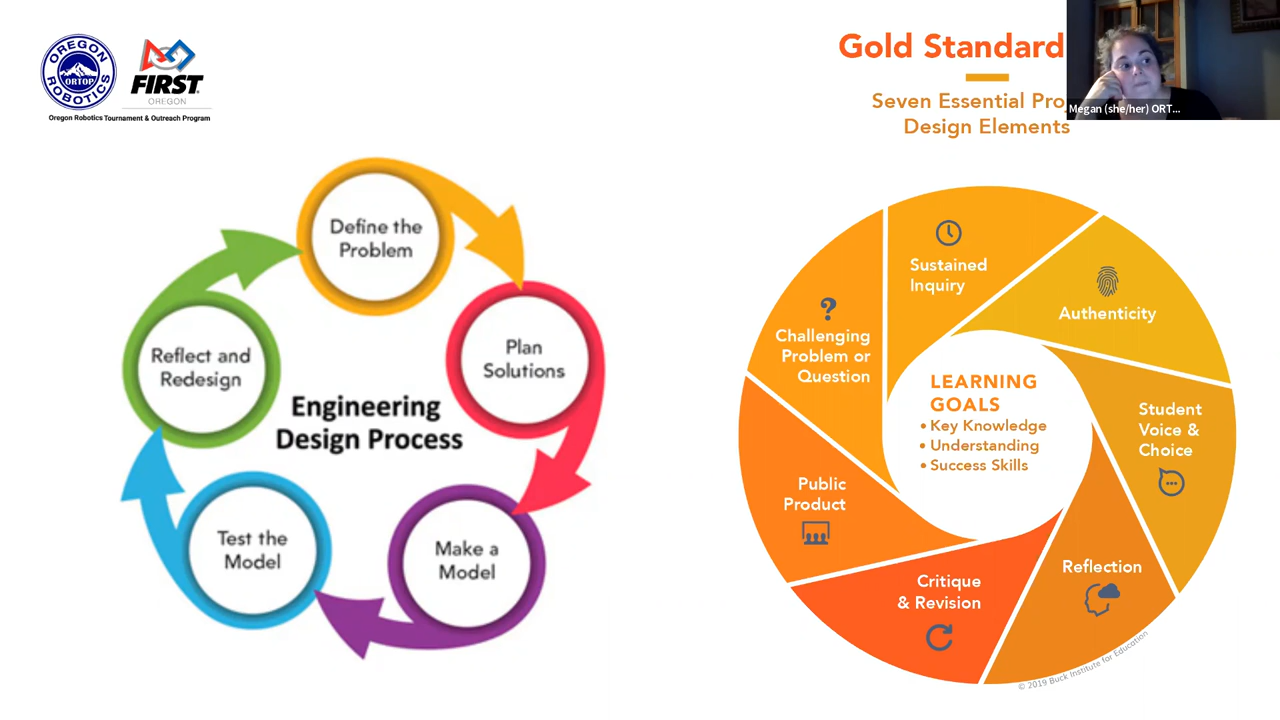 OREGON
ROBOTICS
ORTOP
FIRST
OREGON
Oregon Robotics Tournament & Outreach Program
Gold Standard
Seven Essential Pro
Design Elements
Megan (she/her) ORT...
Define the
Problem
Plan
Solutions
Make a
Model
Test the
Model
Reflect and
Redesign
Engineering
Design Process
Sustained
Inquiry
Authenticity
Student
Voice &
Choice
Reflection
Critique
& Revision
Public
Product
?
Challenging
Problem or
Question
LEARNING
GOALS
• Key Knowledge
• Understanding
• Success Skills
© 2019 Buck Institute for Education